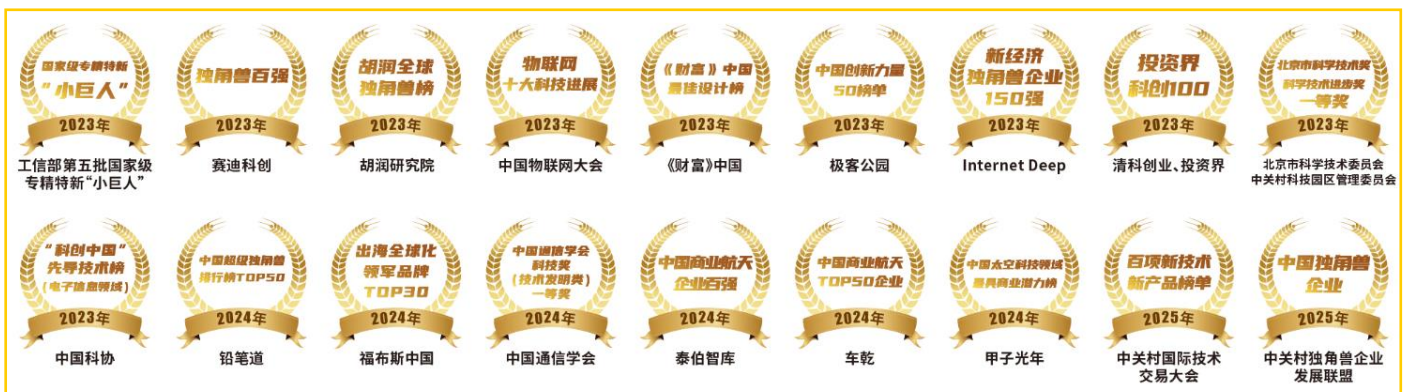 国家级专精特新
“小巨人”
2023年
工信部第五批国家级
专精特新“小巨人”
独角兽百强
2023年
赛迪科创
胡润全球
独角兽榜
2023年
胡润研究院
物联网
十大科技进展
2023年
中国物联网大会
《财富》中国
最佳设计榜
2023年
《财富》中国
中国创新力量
50榜单
2023年
极客公园
新经济
独角兽企业
150强
2023年
Internet Deep
投资界
科创100
2023年
清科创业、投资界
北京市科学技术奖
科学技术进步奖
一等奖
2023年
北京市科学技术委员会
中关村科技园区管理委员会
“科创中国”
先导技术榜
(电子信息领域)
2023年
中国科协
中国超级独角兽
排行榜TOP50
2024年
铅笔道
出海全球化
领军品牌
TOP30
2024年
福布斯中国
中国通信学会
科技奖
(技术发明类)
一等奖
2024年
中国通信学会
中国商业航天
企业百强
2024年
泰伯智库
中国商业航天
TOP50企业
2024年
车乾
中国太空科技领域
最具商业潜力榜
2024年
甲子光年
百项新技术
新产品榜单
2025年
中关村国际技术
交易大会
中国独角兽
企业
2025年
中关村独角兽企业
发展联盟